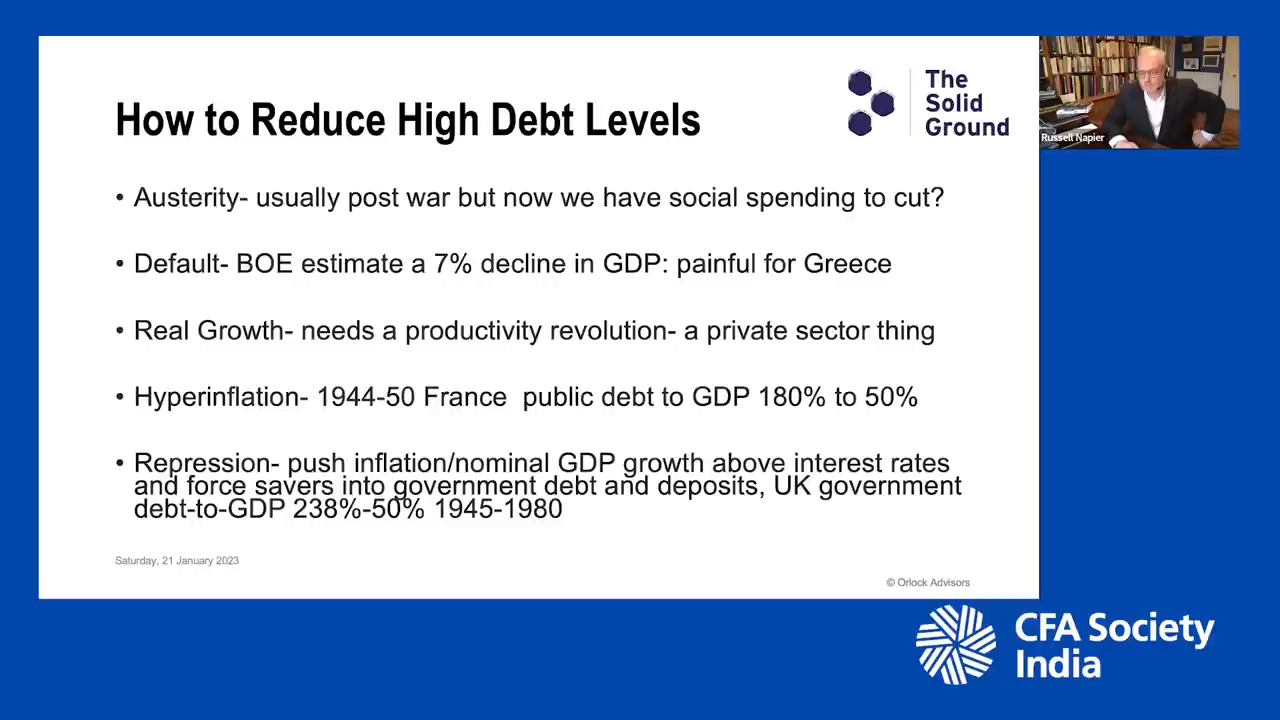 How to Reduce High Debt Levels
The
Solid
Ground
Russell Napier
• Austerity- usually post war but now we have social spending to cut?
• Default- BOE estimate a 7% decline in GDP: painful for Greece
• Real Growth- needs a productivity revolution- a private sector thing
• Hyperinflation- 1944-50 France  public debt to GDP 180% to 50%
• Repression- push inflation/nominal GDP growth above interest rates
and force savers into government debt and deposits, UK government
debt-to-GDP 238%-50% 1945-1980
Saturday, 21 January 2023
© Orlock Advisors
CFA Society
India